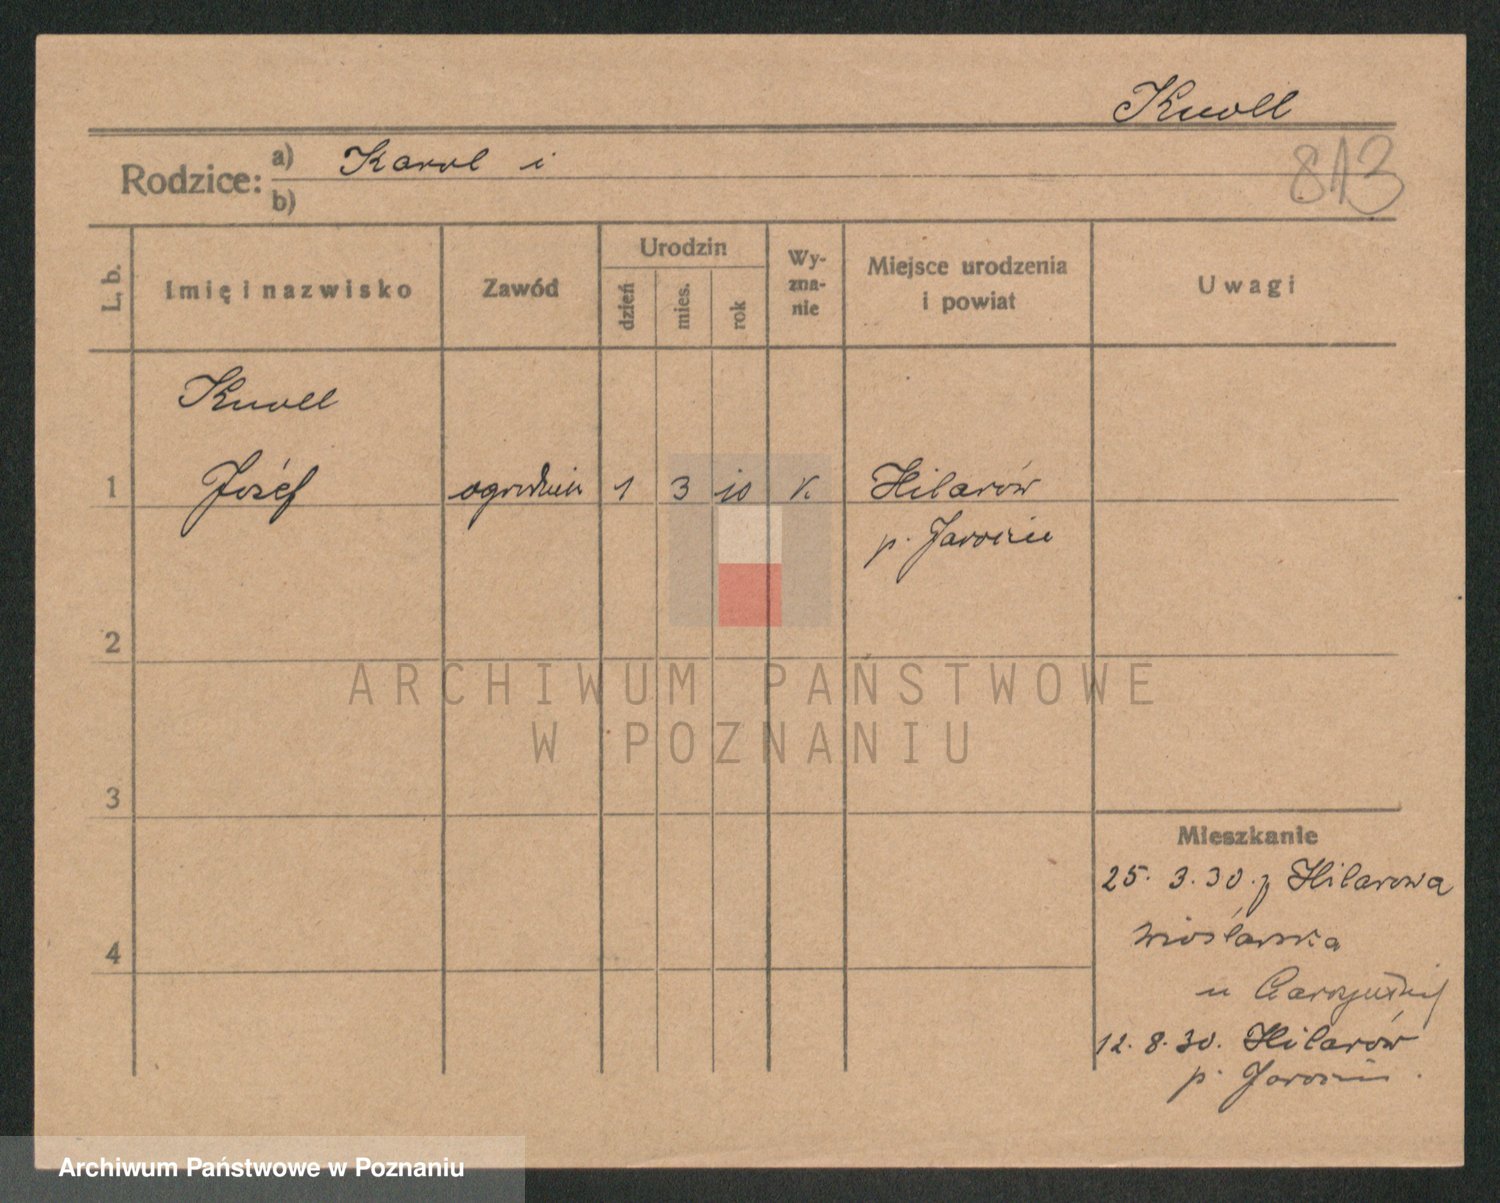 Knoll
Rodzice: a) Karol i
b)
813
L. b.
Imię i nazwisko
Zawód
Urodzin
dzień
mies.
rok
Wy-
zna-
nie
Miejsce urodzenia
i powiat
Uwagi
Knoll
1 Józef ogrodnik 1 3 10 k. Hilarów
p. Jarocin
2
3
4
Mieszkanie
25. 3. 30. z Hilarowa
Wioślarska
u
12. 8. 30. Hilarów
p. Jarocin.
ARCHIWUM PAŃSTWOWE
W POZNANIU
Archiwum Państwowe w Poznaniu